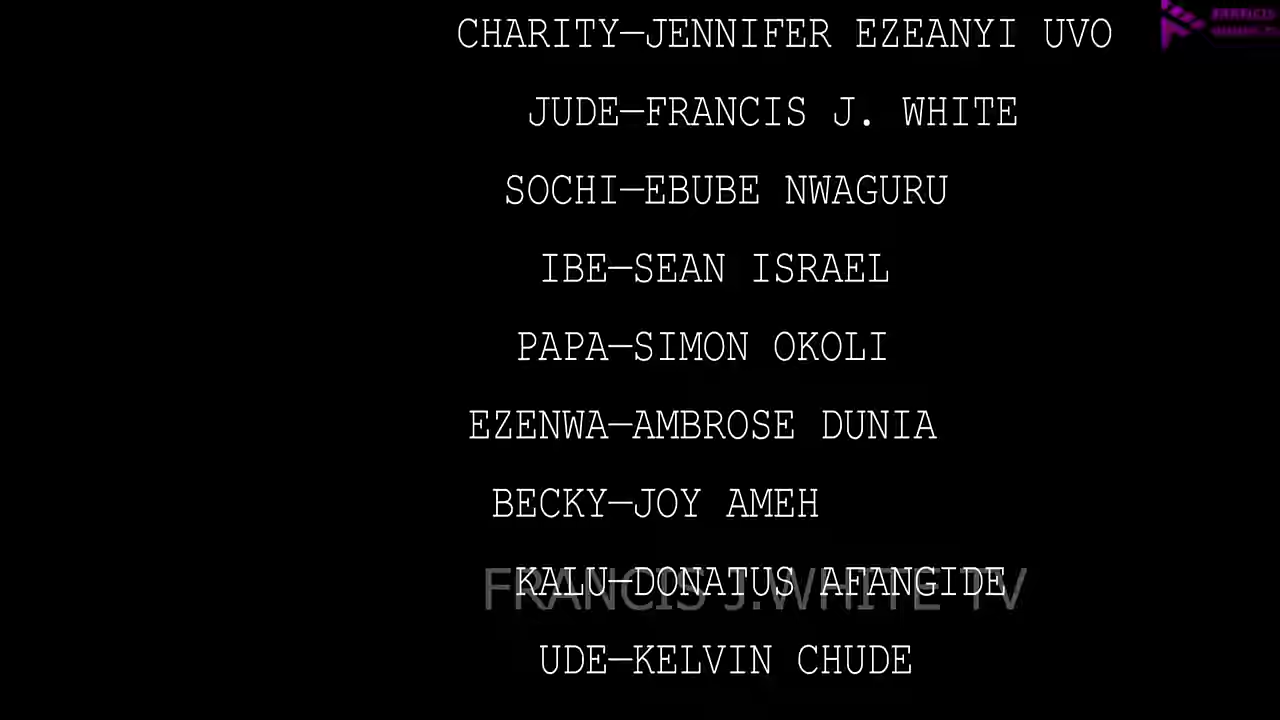 CHARITY—JENNIFER EZEANYI UVO
JUDE—FRANCIS J. WHITE
SOCHI—EBUBE NWAGURU
IBE—SEAN ISRAEL
PAPA—SIMON OKOLI
EZENWA—AMBROSE DUNIA
BECKY—JOY AMEH
KALU—DONATUS AFANGIDE
FRANCIS J.WHITE TV
UDE—KELVIN CHUDE